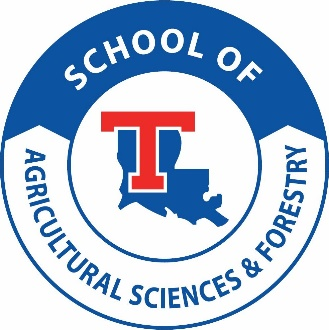 SCHOOL OF
T
AGRICULTURAL SCIENCES & FORESTRY